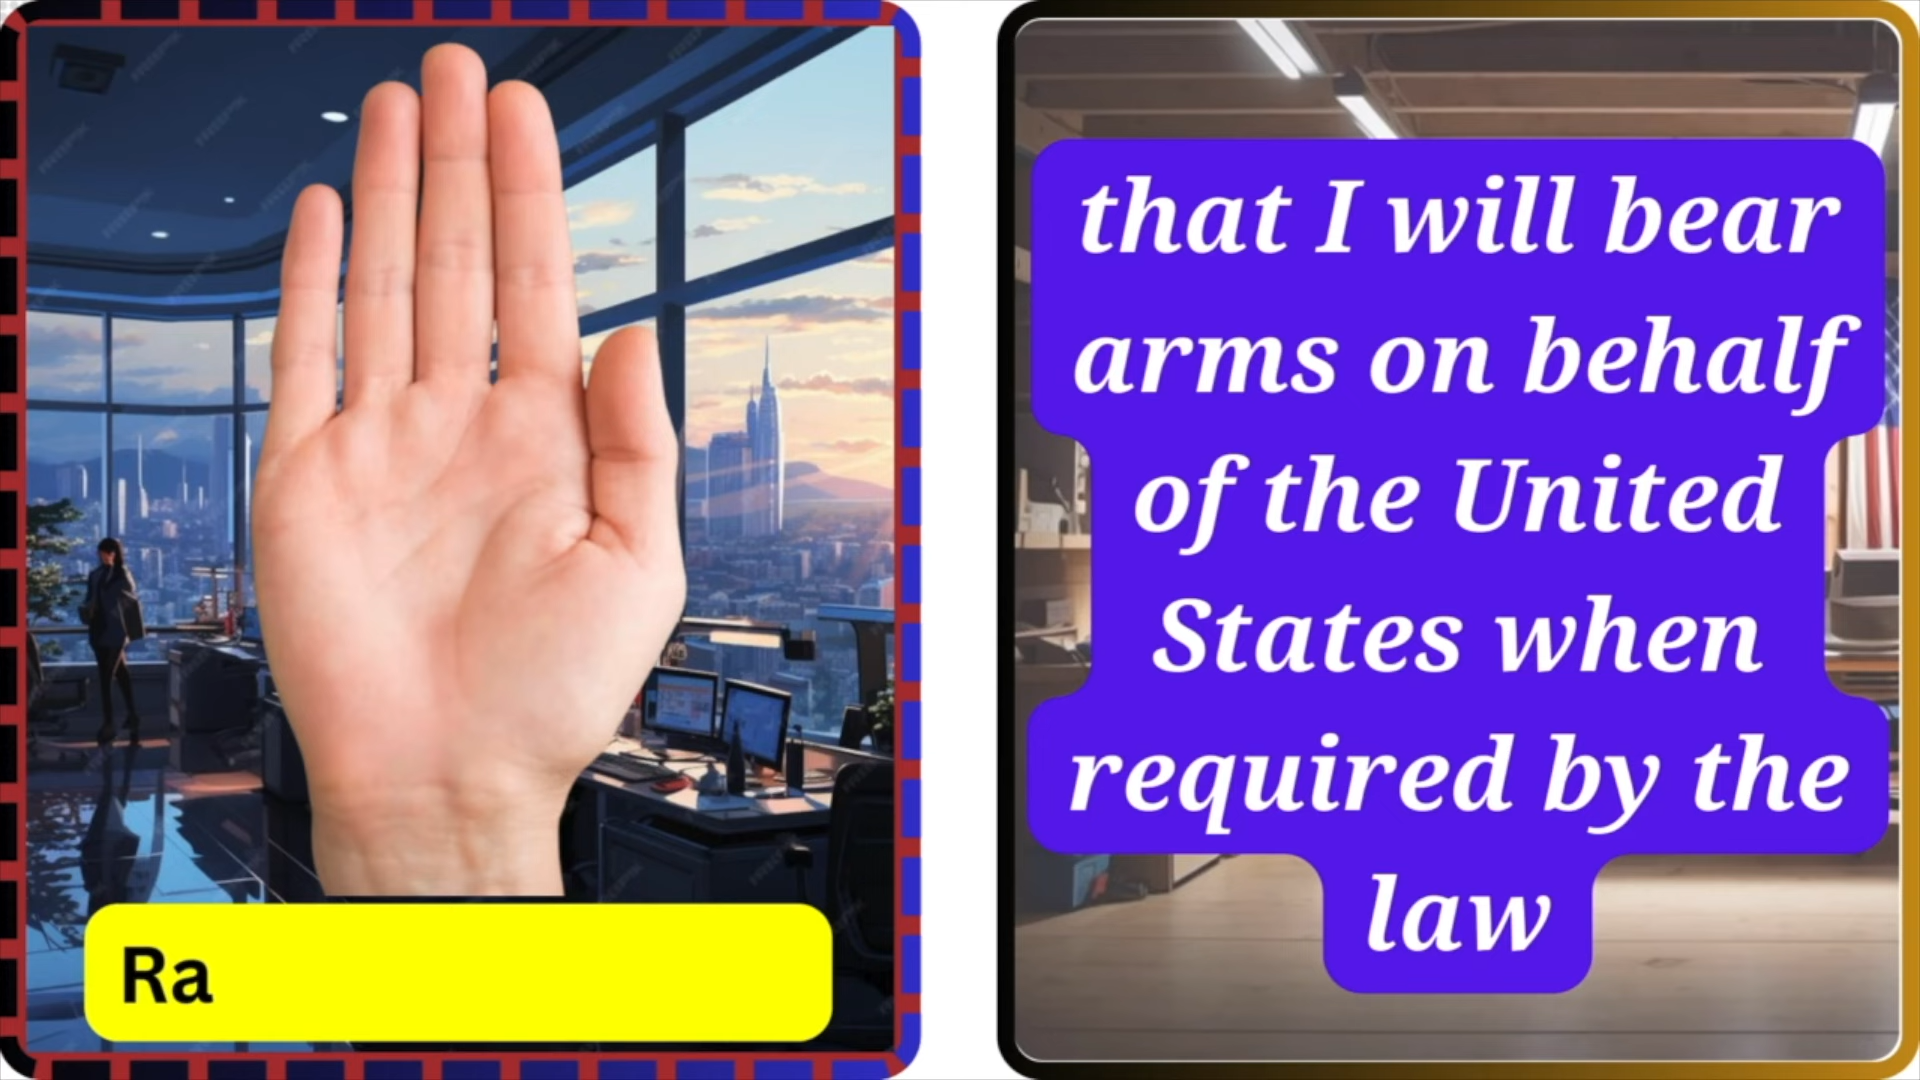 Ra
that I will bear
arms on behalf
of the United
States when
required by the
law